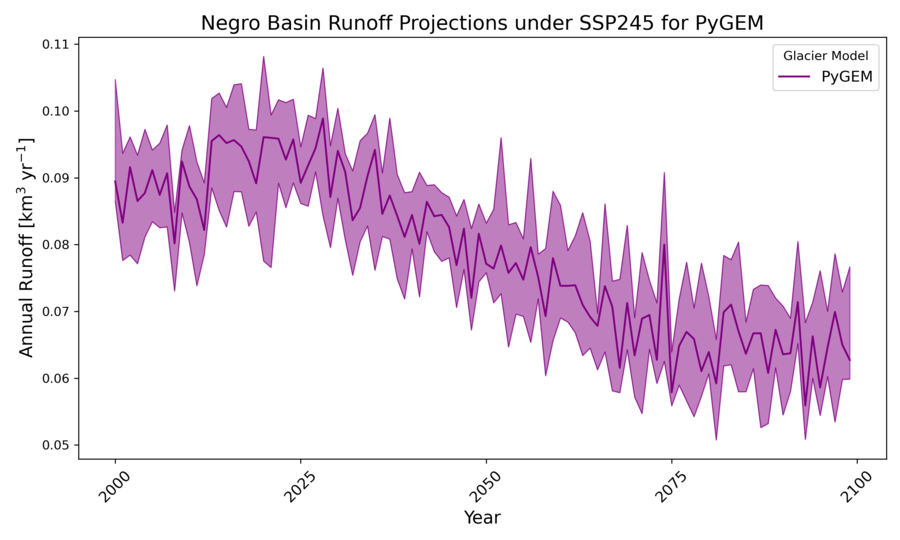 Negro Basin Runoff Projections under SSP245 for PyGEM
Glacier Model
PyGEM
Annual Runoff [km³ yr⁻¹]
0.11
0.10
0.09
0.08
0.07
0.06
0.05
2000 2025 2050 2075 2100
Year